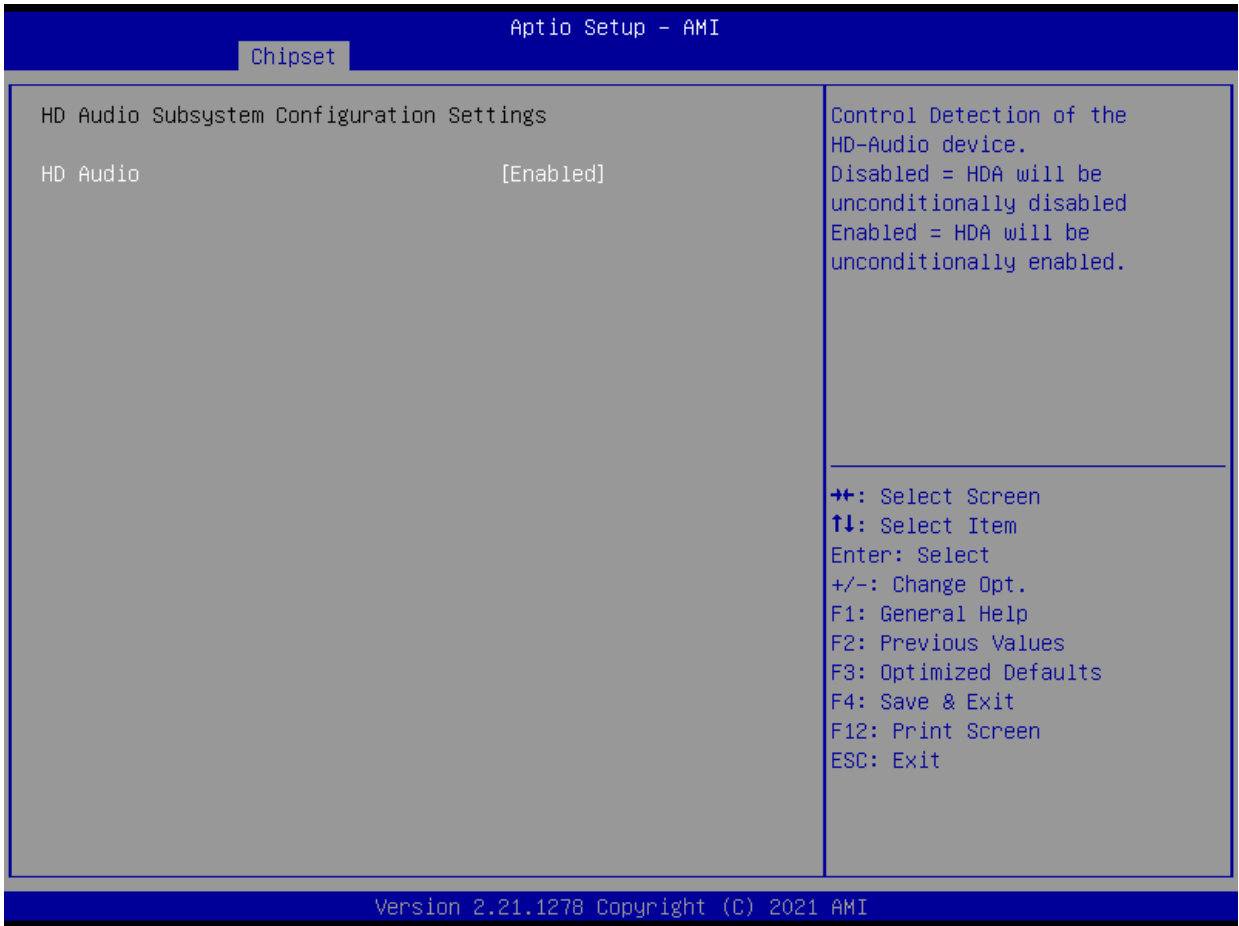 Aptio Setup – AMI
Chipset
HD Audio Subsystem Configuration Settings
HD Audio [Enabled]
Control Detection of the
HD-Audio device.
Disabled = HDA will be
unconditionally disabled
Enabled = HDA will be
unconditionally enabled.
→←: Select Screen
↑↓: Select Item
Enter: Select
+/-: Change Opt.
F1: General Help
F2: Previous Values
F3: Optimized Defaults
F4: Save & Exit
F12: Print Screen
ESC: Exit
Version 2.21.1278 Copyright (C) 2021 AMI